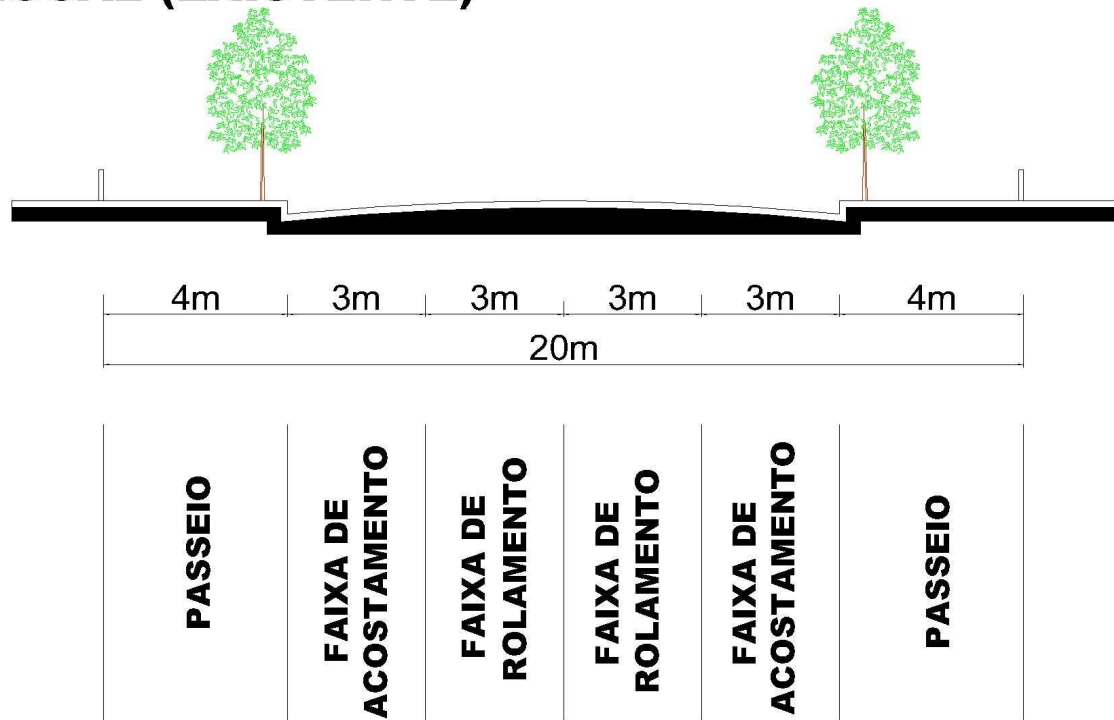 (EXISTENTE)
4m 3m 3m 3m 3m 4m
20m
PASSEIO
FAIXA DE
ACOSTAMENTO
FAIXA DE
ROLAMENTO
FAIXA DE
ROLAMENTO
FAIXA DE
ACOSTAMENTO
PASSEIO